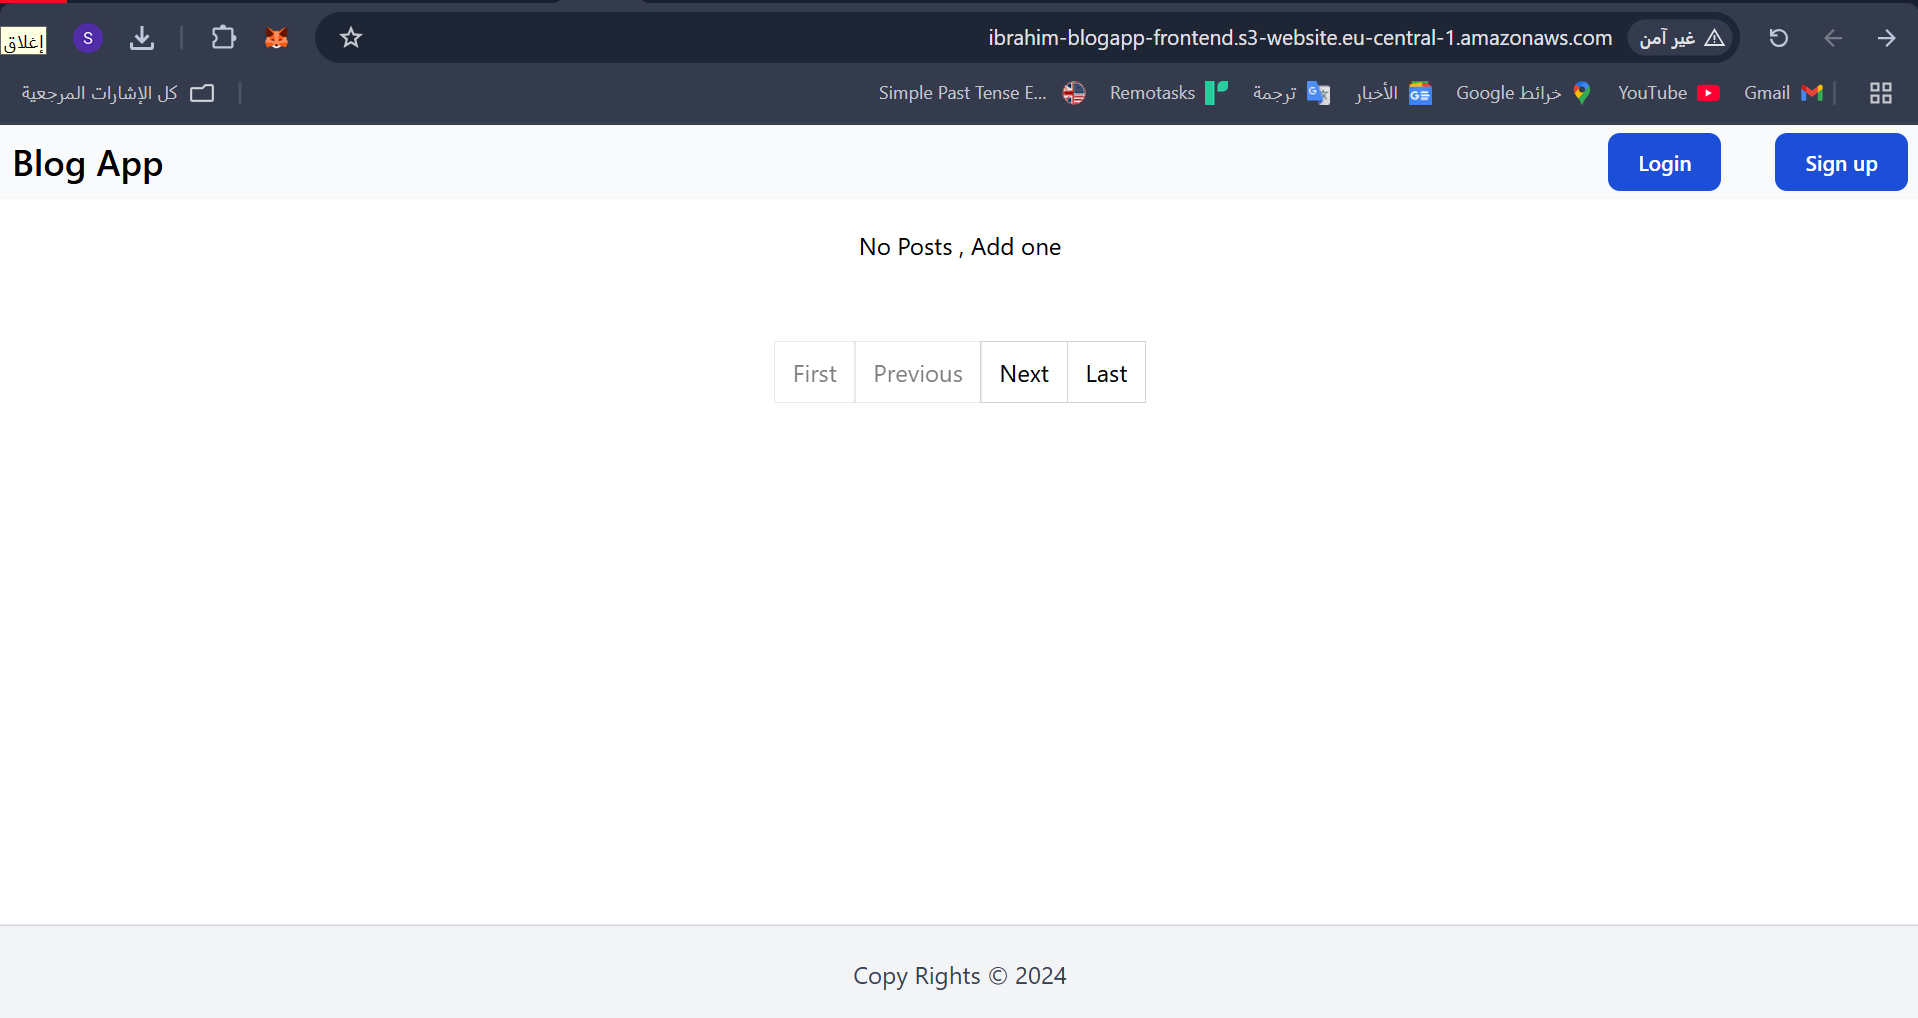 إغلاق
S
ibrahim-blogapp-frontend.s3-website.eu-central-1.amazonaws.com
غير آمن
كل الإشارات المرجعية
Simple Past Tense E...
Remotasks
ترجمة
الأخبار
خرائط Google
YouTube
Gmail
Blog App
Login
Sign up
No Posts , Add one
First
Previous
Next
Last
Copy Rights © 2024